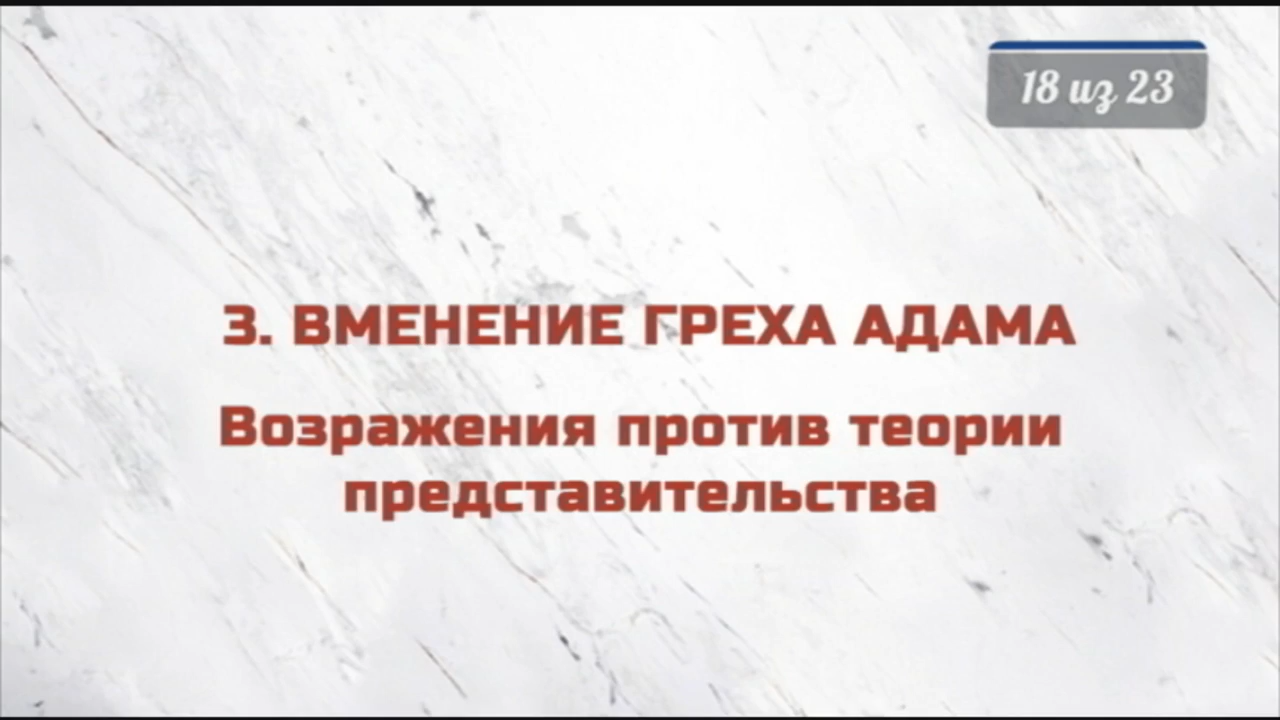 18 из 23
3. ВМЕНЕНИЕ ГРЕХА АДАМА
Возражения против теории
представительства